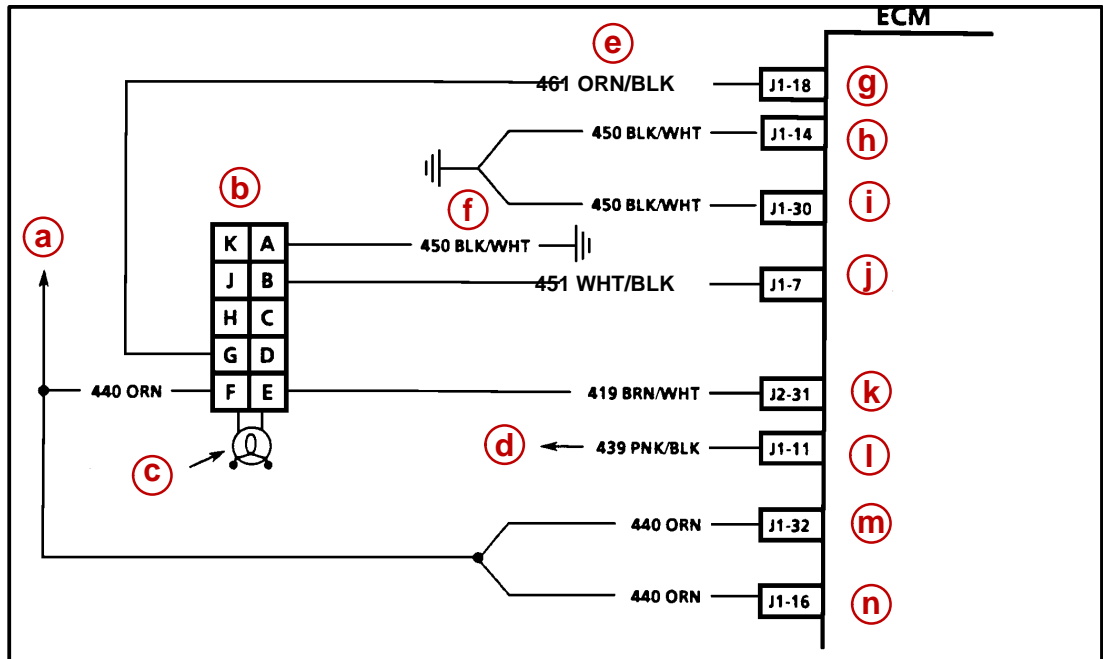 ECM
e
461 ORN/BLK
J1-18
g
450 BLK/WHT
J1-14
h
b
f
450 BLK/WHT
J1-30
i
a
K A
450 BLK/WHT
J B
451 WHT/BLK
J1-7
j
H C
G D
440 ORN
F E
419 BRN/WHT
J2-31
k
c
d
439 PNK/BLK
J1-11
l
440 ORN
J1-32
m
440 ORN
J1-16
n